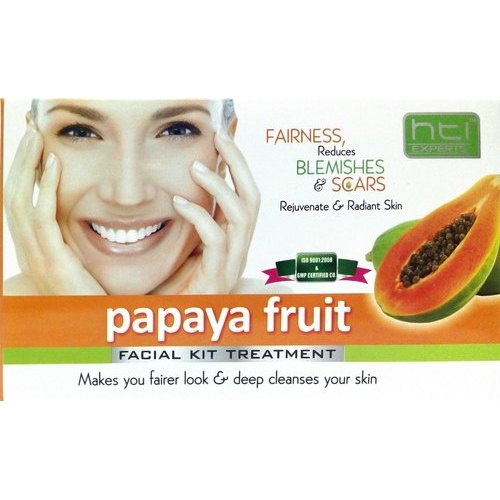 FAIRNESS,
Reduces
BLEMISHES
& SCARS
Rejuvenate & Radiant Skin
hti™
EXPERTS
ISO 9001:2008
&
GMP CERTIFIED CO.
papaya fruit
FACIAL KIT TREATMENT
Makes you fairer look & deep cleanses your skin